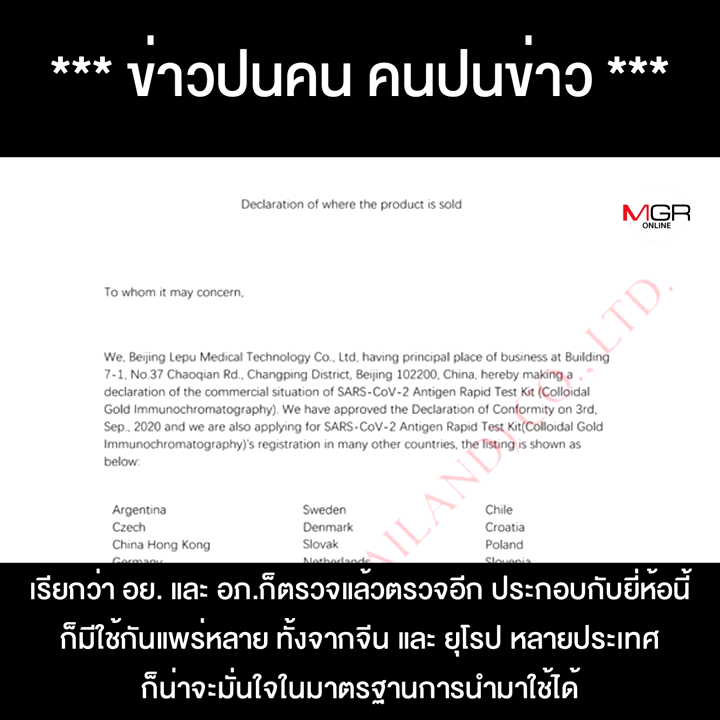 *** ข่าวปนคน คนปนข่าว ***
Declaration of where the product is sold
MGR
ONLINE
To whom it may concern,
We, Beijing Lepu Medical Technology Co., Ltd, having principal place of business at Building
7-1, No.37 Chaoqian Rd., Changping District, Beijing 102200, China, hereby making a
declaration of the commercial situation of SARS-CoV-2 Antigen Rapid Test Kit (Colloidal
Gold Immunochromatography). We have approved the Declaration of Conformity on 3rd,
Sep., 2020 and we are also applying for SARS-CoV-2 Antigen Rapid Test Kit(Colloidal Gold
Immunochromatography)'s registration in many other countries, the listing is shown as
below:
Argentina Sweden Chile
Czech Denmark Croatia
China Hong Kong Slovak Poland
Germany Netherlands Slovenia
AILAND) CO., LTD.
เรียกว่า อย. และ อภ.ก็ตรวจแล้วตรวจอีก ประกอบกับยี่ห้อนี้
ก็มีใช้กันแพร่หลาย ทั้งจากจีน และ ยุโรป หลายประเทศ
ก็น่าจะมั่นใจในมาตรฐานการนำมาใช้ได้